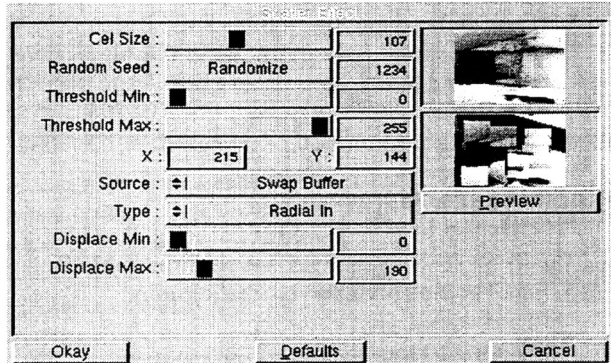 Cel Size : 107
Random Seed : Randomize 1234
Threshold Min : 0
Threshold Max : 255
X : 215 Y : 144
Source : Swap Buffer
Type : Radial In
Preview
Displace Min : 0
Displace Max : 190
Okay Defaults Cancel